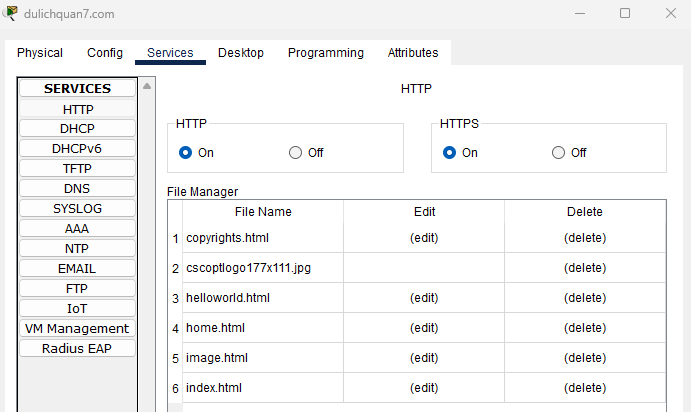 dulichquan7.com
Physical Config Services Desktop Programming Attributes
SERVICES
HTTP
DHCP
DHCPv6
TFTP
DNS
SYSLOG
AAA
NTP
EMAIL
FTP
IoT
VM Management
Radius EAP
HTTP
HTTP
On Off
HTTPS
On Off
File Manager
File Name Edit Delete
1 copyrights.html (edit) (delete)
2 cscoptlogo177x111.jpg (delete)
3 helloworld.html (edit) (delete)
4 home.html (edit) (delete)
5 image.html (edit) (delete)
6 index.html (edit) (delete)